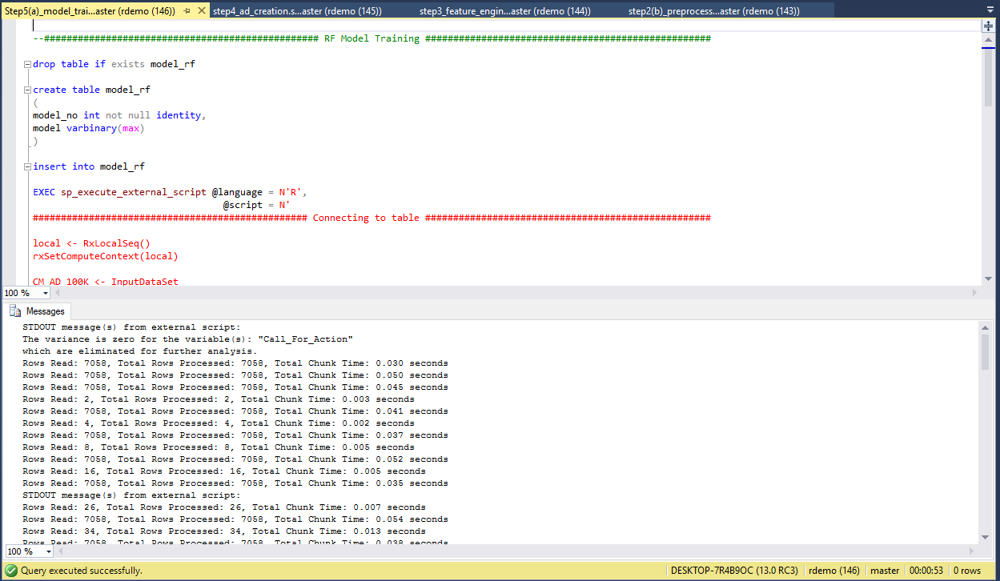 Step5(a)_model_trai...aster (rdemo (146)) step4_ad_creation.s...aster (rdemo (145)) step3_feature_engin...aster (rdemo (144)) step2(b)_preprocess...aster (rdemo (143))
--################################################# RF Model Training ###################################################
drop table if exists model_rf
create table model_rf
(
model_no int not null identity,
model varbinary(max)
)
insert into model_rf
EXEC sp_execute_external_script @language = N'R',
@script = N'
################################################# Connecting to table ###################################################
local <- RxLocalSeq()
rxSetComputeContext(local)
CM_AD_100K <- InputDataSet
100 %
Messages
STDOUT message(s) from external script:
The variance is zero for the variable(s): "Call_For_Action"
which are eliminated for further analysis.
Rows Read: 7058, Total Rows Processed: 7058, Total Chunk Time: 0.030 seconds
Rows Read: 7058, Total Rows Processed: 7058, Total Chunk Time: 0.050 seconds
Rows Read: 7058, Total Rows Processed: 7058, Total Chunk Time: 0.045 seconds
Rows Read: 2, Total Rows Processed: 2, Total Chunk Time: 0.003 seconds
Rows Read: 7058, Total Rows Processed: 7058, Total Chunk Time: 0.041 seconds
Rows Read: 4, Total Rows Processed: 4, Total Chunk Time: 0.002 seconds
Rows Read: 7058, Total Rows Processed: 7058, Total Chunk Time: 0.037 seconds
Rows Read: 8, Total Rows Processed: 8, Total Chunk Time: 0.005 seconds
Rows Read: 7058, Total Rows Processed: 7058, Total Chunk Time: 0.052 seconds
Rows Read: 16, Total Rows Processed: 16, Total Chunk Time: 0.005 seconds
Rows Read: 7058, Total Rows Processed: 7058, Total Chunk Time: 0.035 seconds
STDOUT message(s) from external script:
Rows Read: 26, Total Rows Processed: 26, Total Chunk Time: 0.007 seconds
Rows Read: 7058, Total Rows Processed: 7058, Total Chunk Time: 0.054 seconds
Rows Read: 34, Total Rows Processed: 34, Total Chunk Time: 0.013 seconds
Rows Read: 7058, Total Rows Processed: 7058, Total Chunk Time: 0.038 seconds
100 %
Query executed successfully. DESKTOP-7R4B9OC (13.0 RC3) rdemo (146) master 00:00:53 0 rows